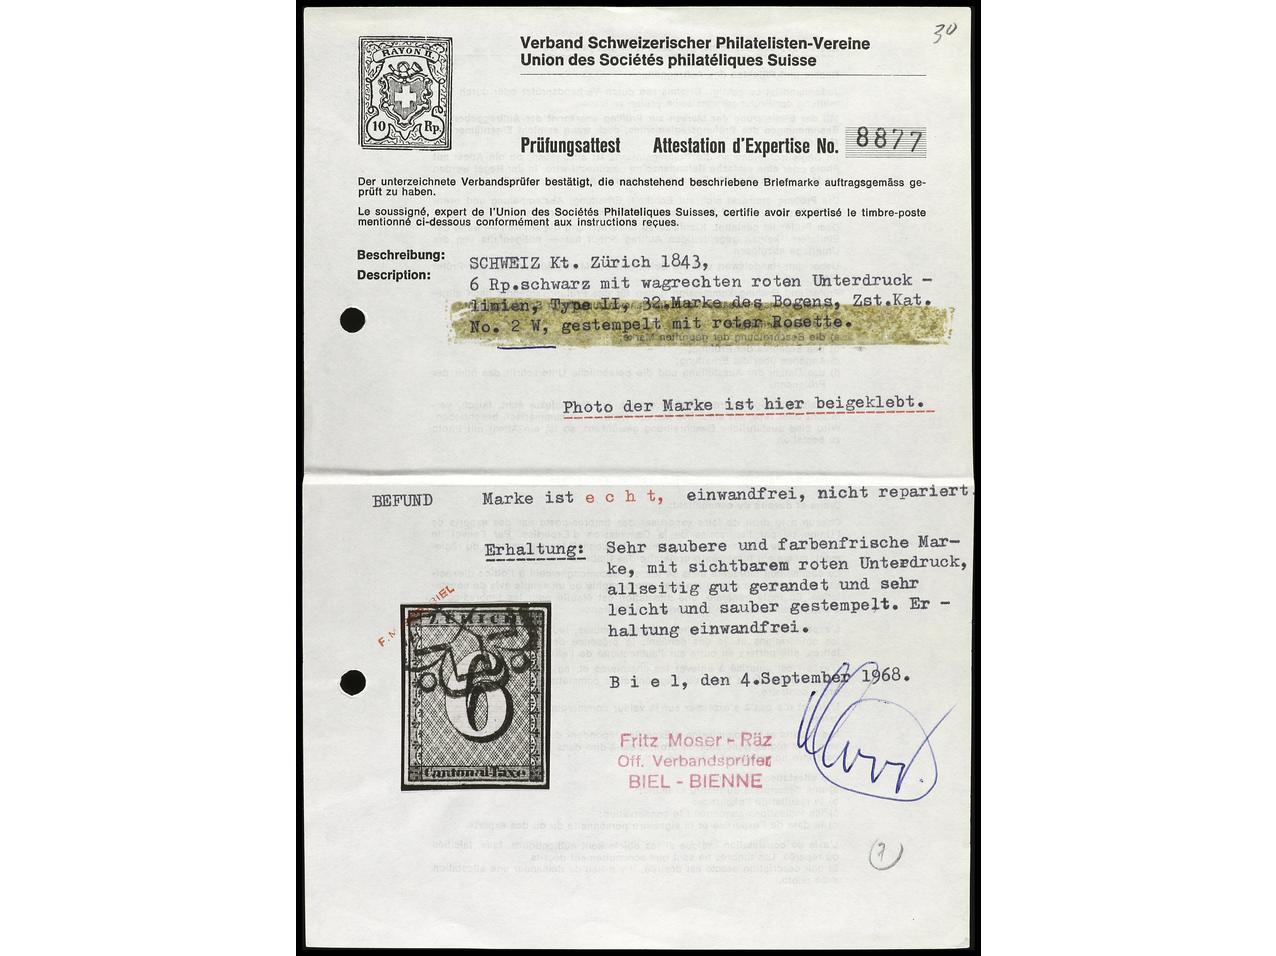 30
Verband Schweizerischer Philatelisten-Vereine
Union des Sociétés philatéliques Suisse
RAYON II
10 Rp.
Prüfungsattest Attestation d'Expertise No. 8877
Der unterzeichnete Verbandsprüfer bestätigt, die nachstehend beschriebene Briefmarke auftragsgemäss ge-
prüft zu haben.
Le soussigné, expert de l'Union des Sociétés Philateliques Suisses, certifie avoir expertisé le timbre-poste
mentionné ci-dessous conformément aux instructions reçues.
Beschreibung:
Description:
SCHWEIZ Kt. Zürich 1843,
6 Rp.schwarz mit wagrechten roten Unterdruck -
linien, Type II, 32.Marke des Bogens, Zst.Kat.
No. 2 W, gestempelt mit roter Rosette.
Photo der Marke ist hier beigeklebt.
BEFUND Marke ist e c h t, einwandfrei, nicht repariert.
Erhaltung: Sehr saubere und farbenfrische Mar-
ke, mit sichtbarem roten Unterdruck,
allseitig gut gerandet und sehr
leicht und sauber gestempelt. Er -
haltung einwandfrei.
B i e l, den 4.September 1968.
ZÜRICH
6
Cantonal-Taxe
Fritz Moser - Räz
Off. Verbandsprüfer
BIEL - BIENNE